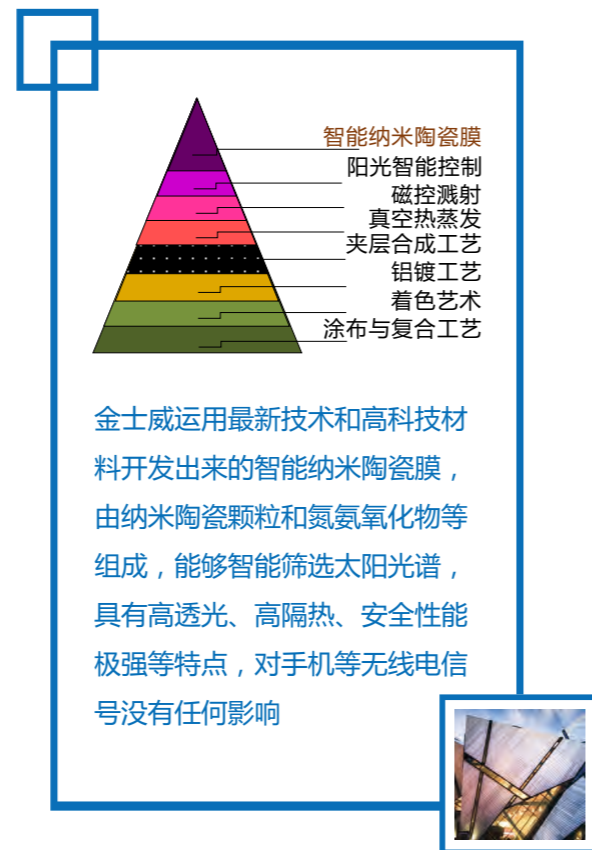 智能纳米陶瓷膜
阳光智能控制
磁控溅射
真空热蒸发
夹层合成工艺
铝镀工艺
着色艺术
涂布与复合工艺
金士威运用最新技术和高科技材
料开发出来的智能纳米陶瓷膜，
由纳米陶瓷颗粒和氮氨氧化物等
组成，能够智能筛选太阳光谱，
具有高透光、高隔热、安全性能
极强等特点，对手机等无线电信
号没有任何影响